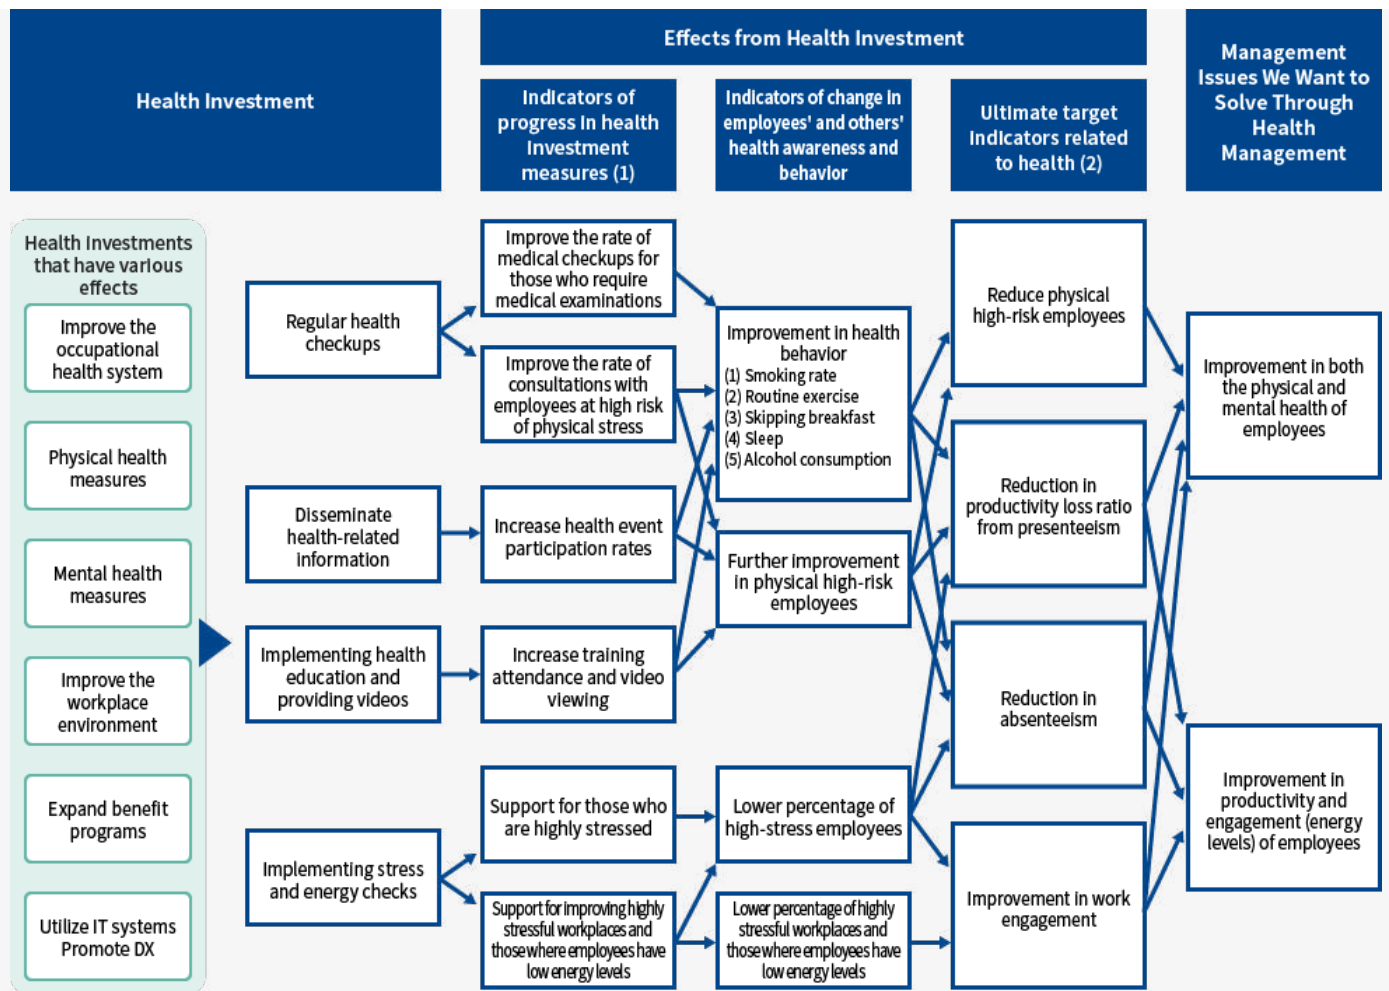 Health Investment
Effects from Health Investment
Indicators of
progress in health
Investment
measures (1)
Indicators of change in
employees' and others'
health awareness and
behavior
Ultimate target
indicators related
to health (2)
Management
Issues We Want to
Solve Through
Health
Management
Health investments
that have various
effects
Improve the
occupational
health system
Physical health
measures
Mental health
measures
Improve the
workplace
environment
Expand benefit
programs
Utilize IT systems
Promote DX
Regular health
checkups
Disseminate
health-related
information
Implementing health
education and
providing videos
Implementing stress
and energy checks
Improve the rate of
medical checkups for
those who require
medical examinations
Improve the rate of
consultations with
employees at high risk
of physical stress
Increase health event
participation rates
Increase training
attendance and video
viewing
Support for those who
are highly stressed
Support for improving highly
stressful workplaces and
those where employees have
low energy levels
Improvement in health
behavior
(1) Smoking rate
(2) Routine exercise
(3) Skipping breakfast
(4) Sleep
(5) Alcohol consumption
Further improvement
in physical high-risk
employees
Lower percentage of
high-stress employees
Lower percentage of highly
stressful workplaces and
those where employees have
low energy levels
Reduce physical
high-risk employees
Reduction in
productivity loss ratio
from presenteeism
Reduction in
absenteeism
Improvement in work
engagement
Improvement in both
the physical and
mental health of
employees
Improvement in
productivity and
engagement (energy
levels) of employees